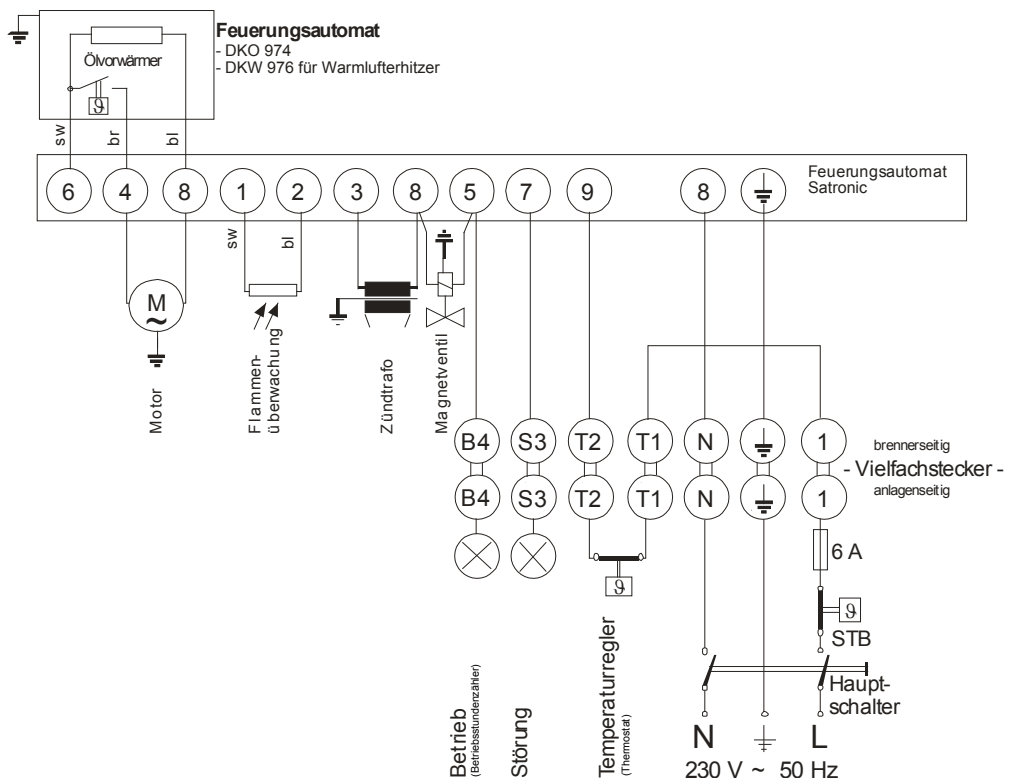 Feuerungsautomat
- DKO 974
- DKW 976 für Warmlufterhitzer
Ölvorwärmer
ϑ
sw
br
bl
Feuerungsautomat
Satronic
6
4
8
1
2
3
8
5
7
9
8
sw
bl
M
~
Motor
Flammen-
überwachung
Zündtrafo
Magnetventil
B4
S3
T2
T1
N
1
brennerseitig
- Vielfachstecker -
anlagenseitig
B4
S3
T2
T1
N
1
6 A
ϑ
ϑ
STB
Haupt-
schalter
Betrieb
(Betriebsstundenzähler)
Störung
Temperaturregler
(Thermostat)
N
L
230 V ~ 50 Hz